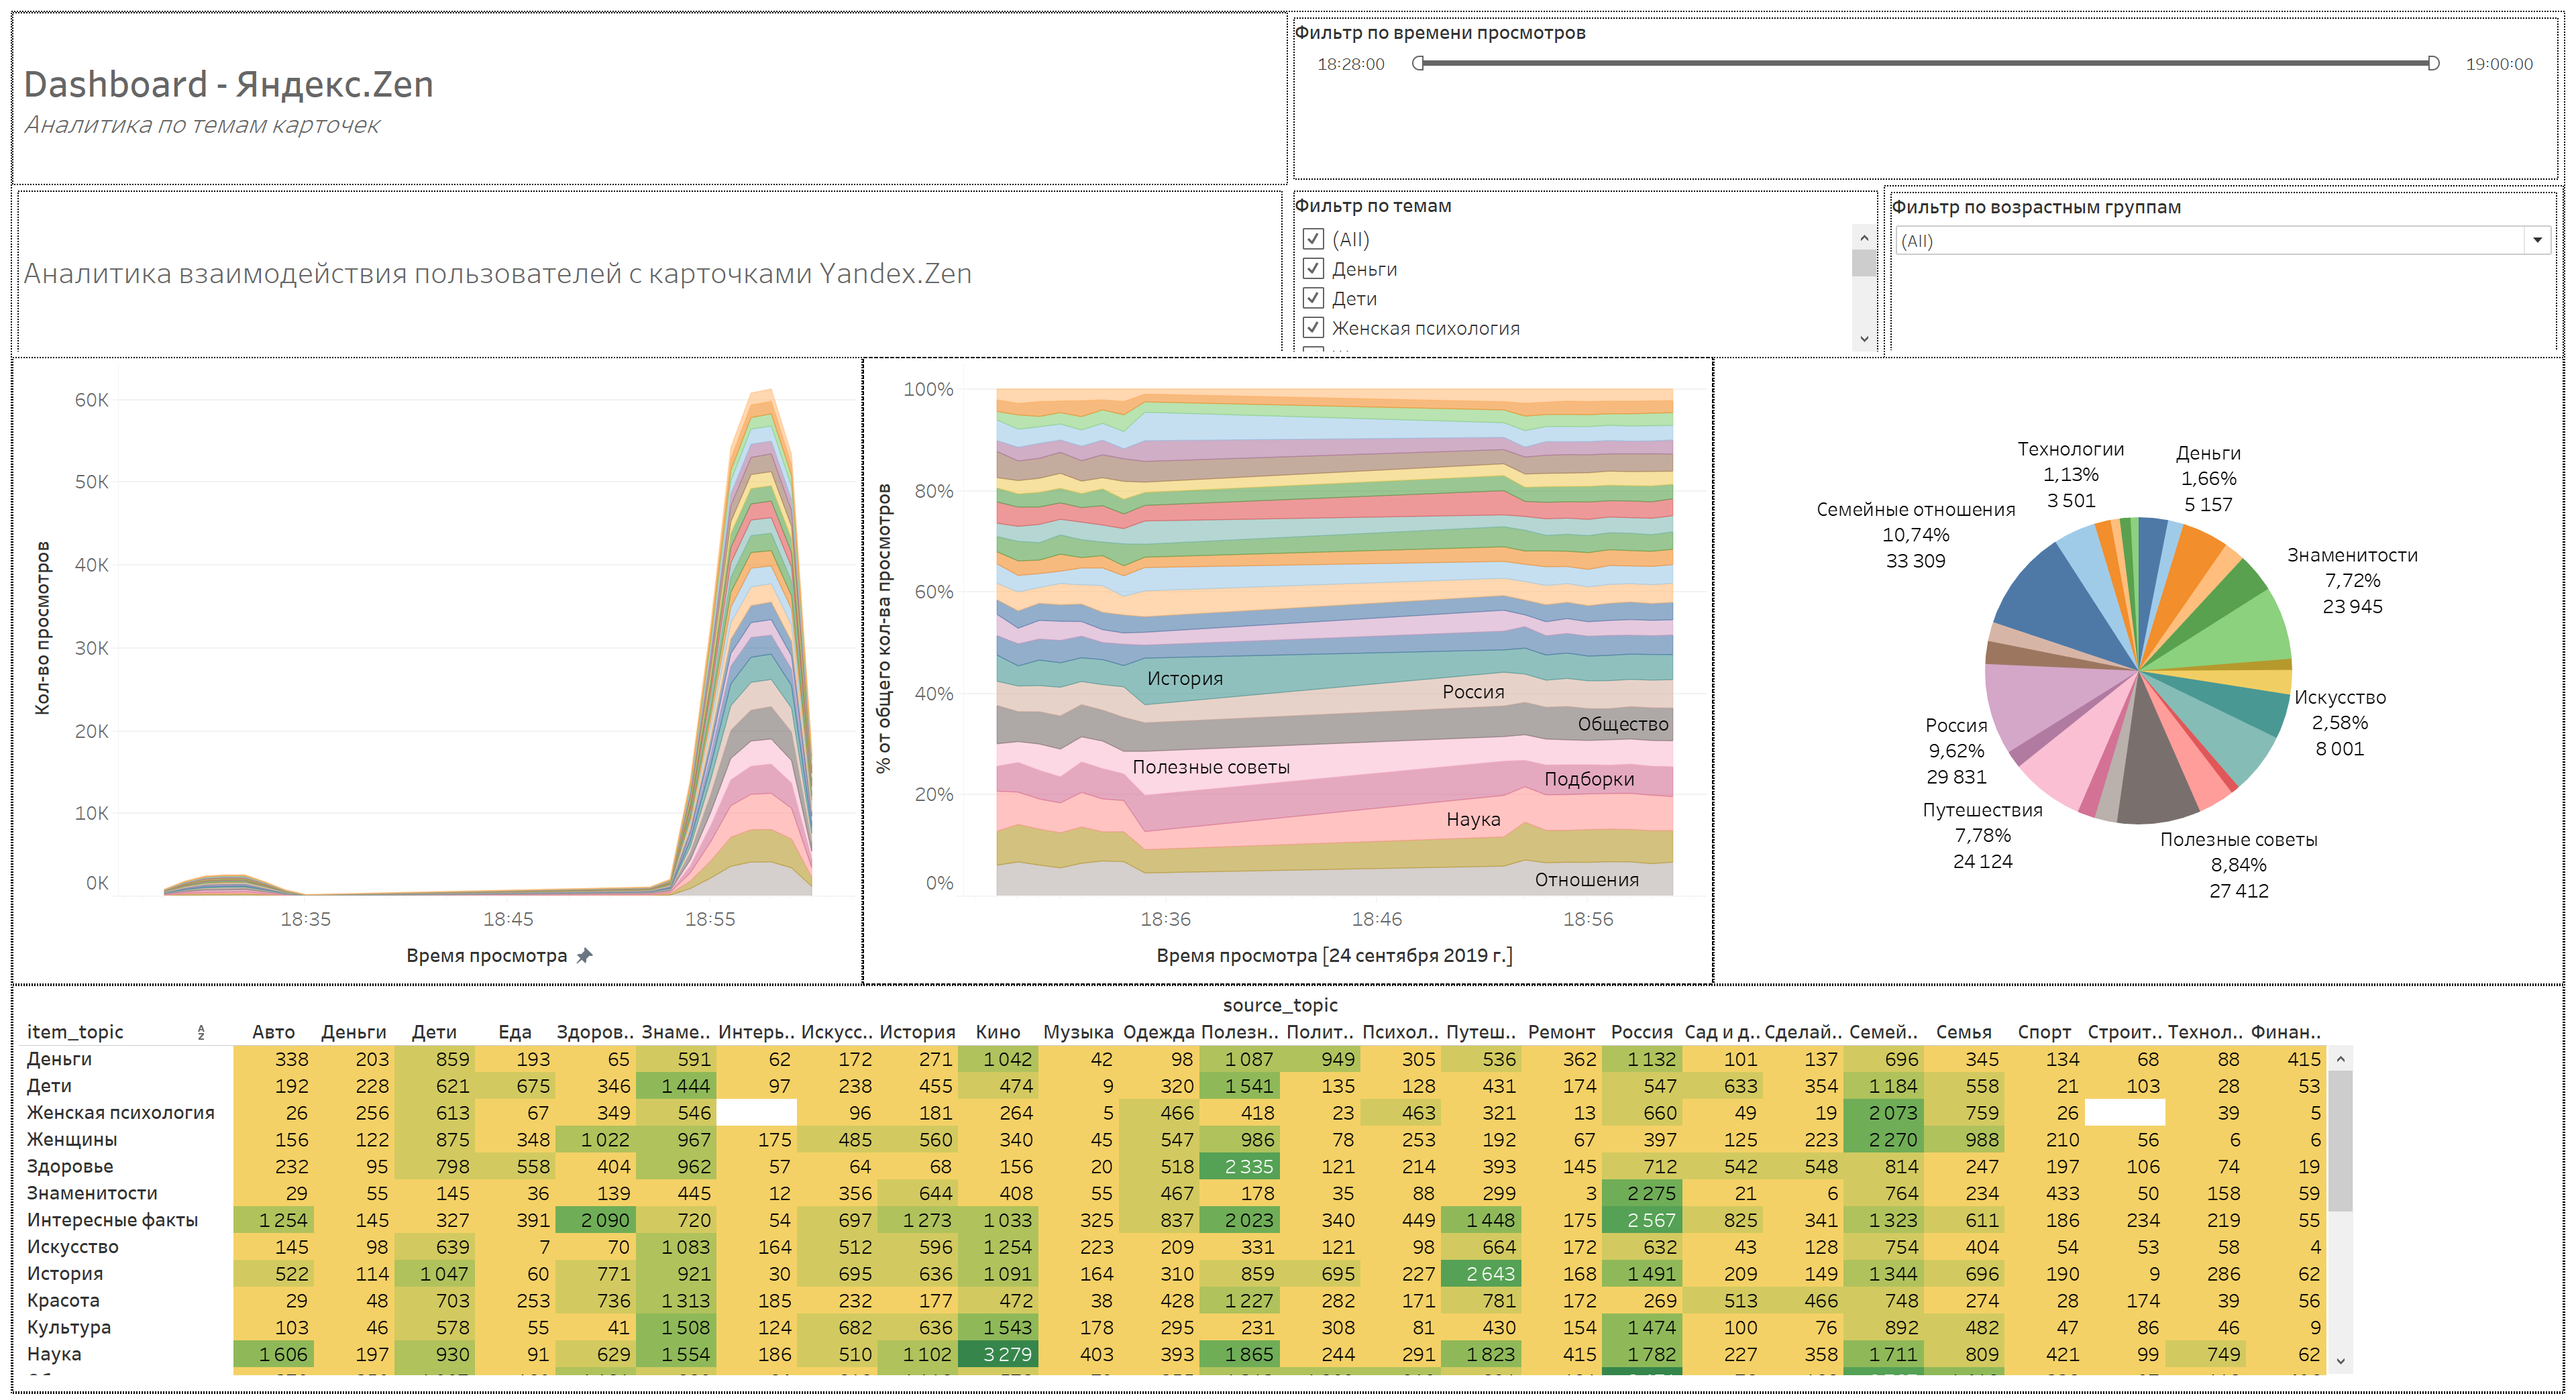 Dashboard - Яндекс.Zen
Аналитика по темам карточек
Фильтр по времени просмотров
18:28:00
19:00:00
Аналитика взаимодействия пользователей с карточками Yandex.Zen
Фильтр по темам
(All)
Деньги
Дети
Женская психология
Фильтр по возрастным группам
(All)
Кол-во просмотров
60K
50K
40K
30K
20K
10K
0K
18:35 18:45 18:55
Время просмотра
% от общего кол-ва просмотров
100%
80%
60%
40%
20%
0%
История
Россия
Общество
Полезные советы
Подборки
Наука
Отношения
18:36 18:46 18:56
Время просмотра [24 сентября 2019 г.]
Технологии
1,13%
3 501
Деньги
1,66%
5 157
Семейные отношения
10,74%
33 309
Знаменитости
7,72%
23 945
Искусство
2,58%
8 001
Россия
9,62%
29 831
Путешествия
7,78%
24 124
Полезные советы
8,84%
27 412
source_topic
item_topic Авто Деньги Дети Еда Здоров.. Знаме.. Интерь.. Искусс.. История Кино Музыка Одежда Полезн.. Полит.. Психол.. Путеш.. Ремонт Россия Сад и д.. Сделай.. Семей.. Семья Спорт Строит.. Технол.. Финан..
Деньги 338 203 859 193 65 591 62 172 271 1 042 42 98 1 087 949 305 536 362 1 132 101 137 696 345 134 68 88 415
Дети 192 228 621 675 346 1 444 97 238 455 474 9 320 1 541 135 128 431 174 547 633 354 1 184 558 21 103 28 53
Женская психология 26 256 613 67 349 546 96 181 264 5 466 418 23 463 321 13 660 49 19 2 073 759 26 39 5
Женщины 156 122 875 348 1 022 967 175 485 560 340 45 547 986 78 253 192 67 397 125 223 2 270 988 210 56 6 6
Здоровье 232 95 798 558 404 962 57 64 68 156 20 518 2 335 121 214 393 145 712 542 548 814 247 197 106 74 19
Знаменитости 29 55 145 36 139 445 12 356 644 408 55 467 178 35 88 299 3 2 275 21 6 764 234 433 50 158 59
Интересные факты 1 254 145 327 391 2 090 720 54 697 1 273 1 033 325 837 2 023 340 449 1 448 175 2 567 825 341 1 323 611 186 234 219 55
Искусство 145 98 639 7 70 1 083 164 512 596 1 254 223 209 331 121 98 664 172 632 43 128 754 404 54 53 58 4
История 522 114 1 047 60 771 921 30 695 636 1 091 164 310 859 695 227 2 643 168 1 491 209 149 1 344 696 190 9 286 62
Красота 29 48 703 253 736 1 313 185 232 177 472 38 428 1 227 282 171 781 172 269 513 466 748 274 28 174 39 56
Культура 103 46 578 55 41 1 508 124 682 636 1 543 178 295 231 308 81 430 154 1 474 100 76 892 482 47 86 46 9
Наука 1 606 197 930 91 629 1 554 186 510 1 102 3 279 403 393 1 865 244 291 1 823 415 1 782 227 358 1 711 809 421 99 749 62